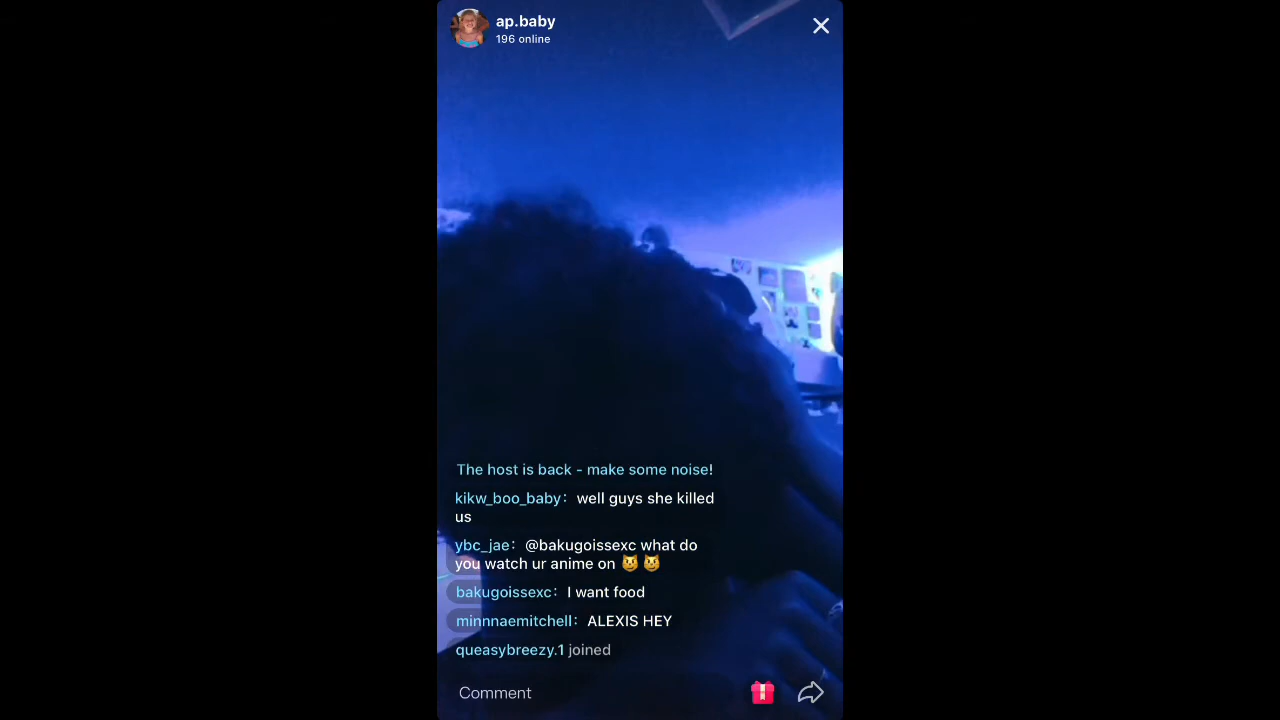 ap.baby
196 online
The host is back - make some noise!
kikw_boo_baby: well guys she killed
us
ybc_jae: @bakugoissexc what do
you watch ur anime on 😼 😼
bakugoissexc: I want food
minnnaemitchell: ALEXIS HEY
queasybreezy.1 joined
Comment